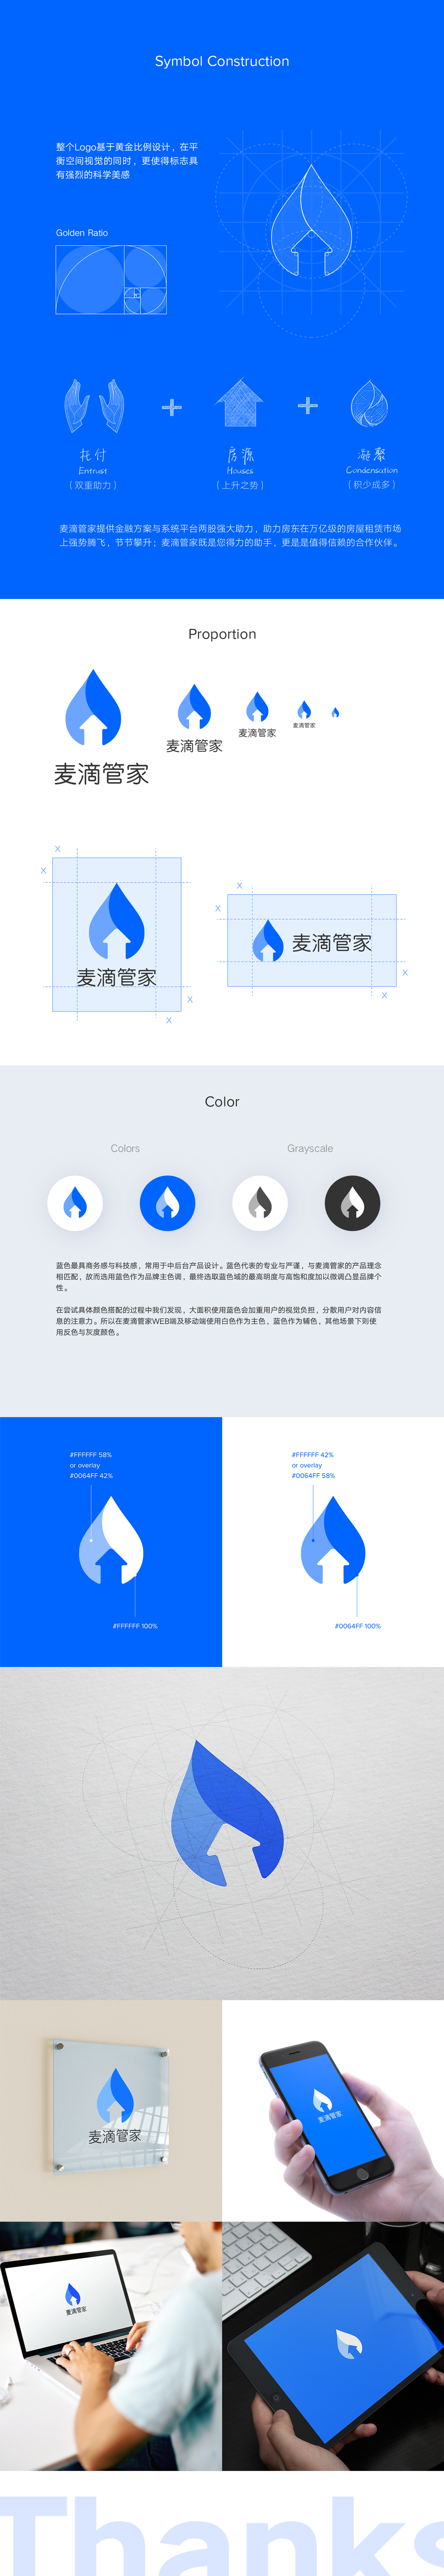 Symbol Construction
整个Logo基于黄金比例设计，在平
衡空间视觉的同时，更使得标志具
有强烈的科学美感
Golden Ratio
托付
Entrust
（双重助力）
房源
Houses
（上升之势）
凝聚
Condensation
（积少成多）
麦滴管家提供金融方案与系统平台两股强大助力，助力房东在万亿级的房屋租赁市场
上强势腾飞，节节攀升；麦滴管家既是您得力的助手，更是是值得信赖的合作伙伴。
Proportion
麦滴管家
麦滴管家
麦滴管家
麦滴管家
X
X
麦滴管家
X
X
X
X
麦滴管家
X
X
Color
Colors
Grayscale
蓝色最具商务感与科技感，常用于中后台产品设计。蓝色代表的专业与严谨，与麦滴管家的产品理念
相匹配，故而选用蓝色作为品牌主色调，最终选取蓝色域的最高明度与高饱和度加以微调凸显品牌个
性。
在尝试具体颜色搭配的过程中我们发现，大面积使用蓝色会加重用户的视觉负担，分散用户对内容信
息的注意力。所以在麦滴管家WEB端及移动端使用白色作为主色，蓝色作为辅色，其他场景下则使
用反色与灰度颜色。
#FFFFFF 58%
or overlay
#0064FF 42%
#FFFFFF 100%
#FFFFFF 42%
or overlay
#0064FF 58%
#0064FF 100%
麦滴管家
麦滴管家
麦滴管家
Thanks